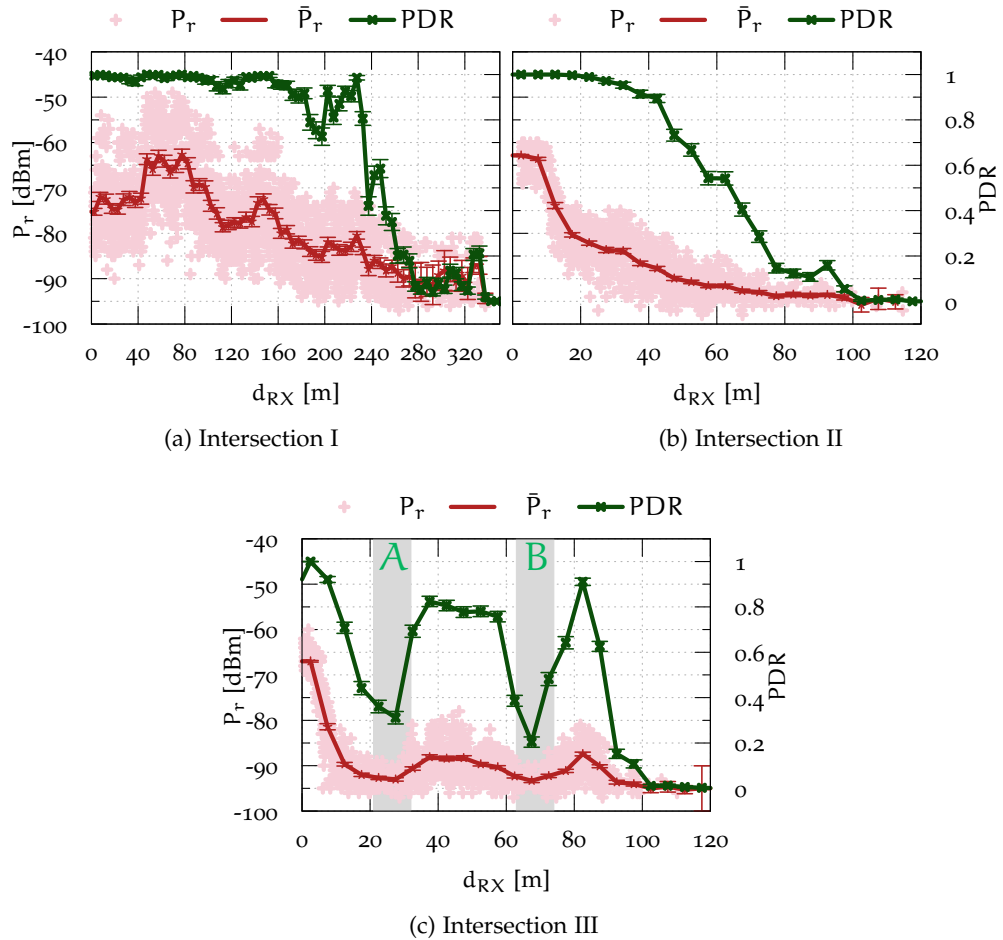 Pr P̄r PDR Pr P̄r PDR
-40 -50 -60 -70 -80 -90 -100
Pr [dBm]
0 40 80 120 160 200 240 280 320
dRX [m]
(a) Intersection I
0 20 40 60 80 100 120
dRX [m]
1 0.8 0.6 0.4 0.2 0
PDR
(b) Intersection II
Pr P̄r PDR
-40 -50 -60 -70 -80 -90 -100
Pr [dBm]
A B
0 20 40 60 80 100 120
dRX [m]
1 0.8 0.6 0.4 0.2 0
PDR
(c) Intersection III